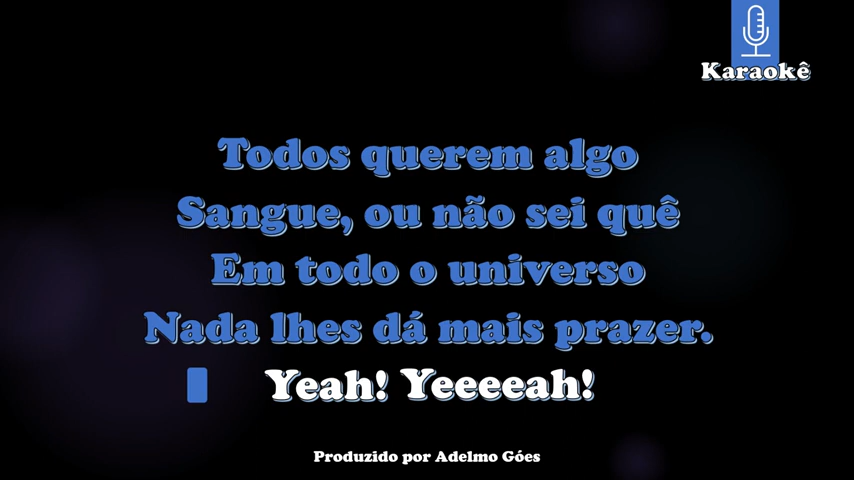 Karaokê
Todos querem algo
Sangue, ou não sei quê
Em todo o universo
Nada lhes dá mais prazer.
Yeah! Yeeeeah!
Produzido por Adelmo Góes